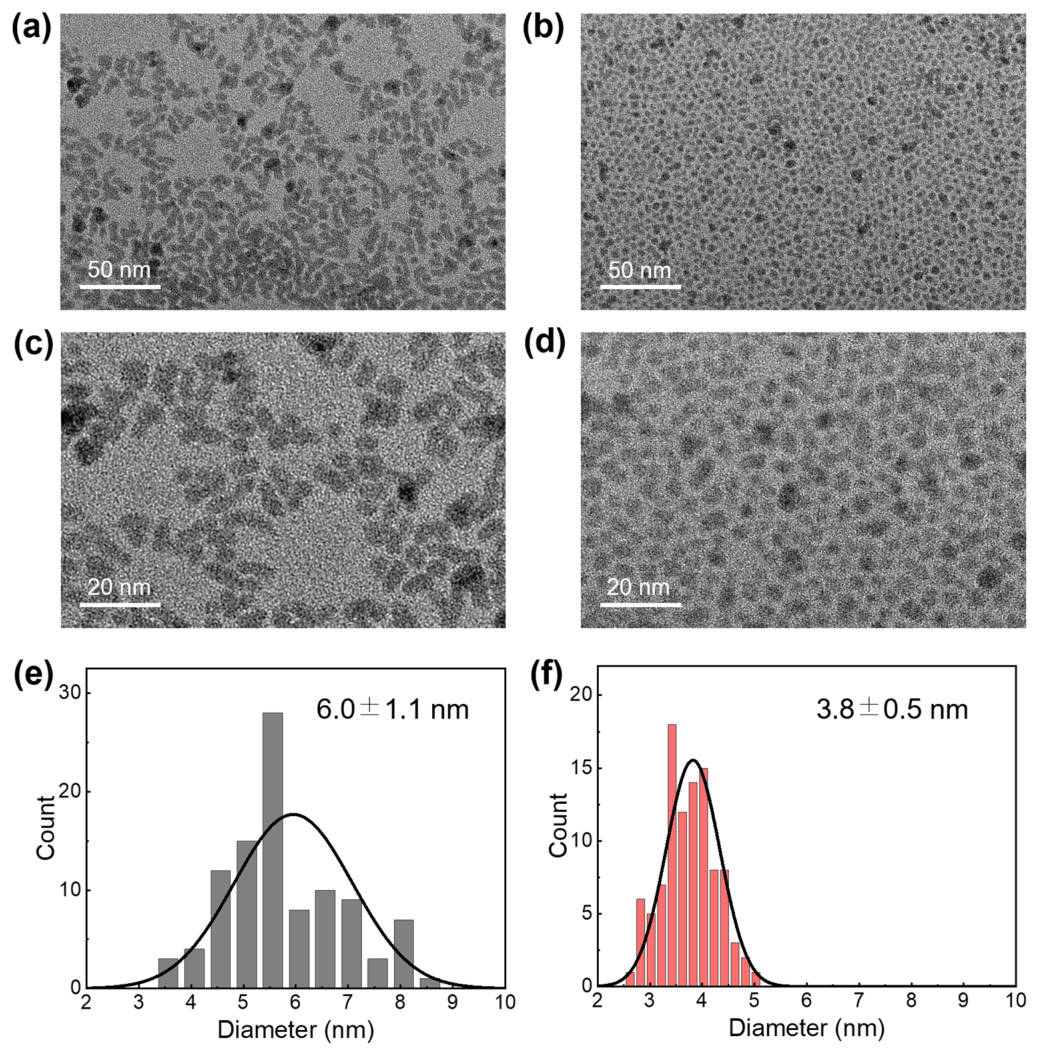 (a)
50 nm
(b)
50 nm
(c)
20 nm
(d)
20 nm
(e)
6.0±1.1 nm
30
20
10
0
Count
2 3 4 5 6 7 8 9 10
Diameter (nm)
(f)
3.8±0.5 nm
20
15
10
5
0
Count
2 3 4 5 6 7 8 9 10
Diameter (nm)